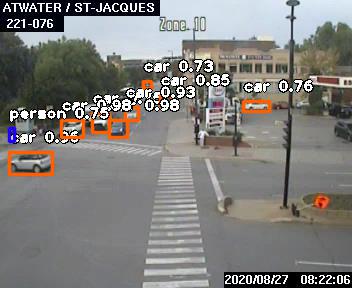 ATWATER / ST-JACQUES
221-076
Zone 10
car 0.73
car 0.85
car 0.76
car 0.93
car 0.98
0.98
person 0.75
car 0.96
2020/08/27 08:22:06